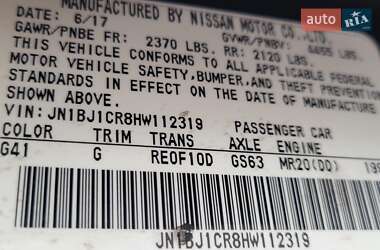 auto RIA
MANUFACTURED BY NISSAN MOTOR CO.,LTD.
DATE: 6/17 GVWR/PNBV: LBS.
GAWR/PNBE FR: 2370 LBS. RR: 2120 LBS.
THIS VEHICLE CONFORMS TO ALL APPLICABLE FEDERAL
MOTOR VEHICLE SAFETY, BUMPER, AND THEFT PREVENTION
STANDARDS IN EFFECT ON THE DATE OF MANUFACTURE
SHOWN ABOVE.
VIN: JN1BJ1CR8HW112319 PASSENGER CAR
COLOR TRIM TRANS AXLE ENGINE
G41 G RE0F10D GS63 MR20(DD)
JN1BJ1CR8HW112319